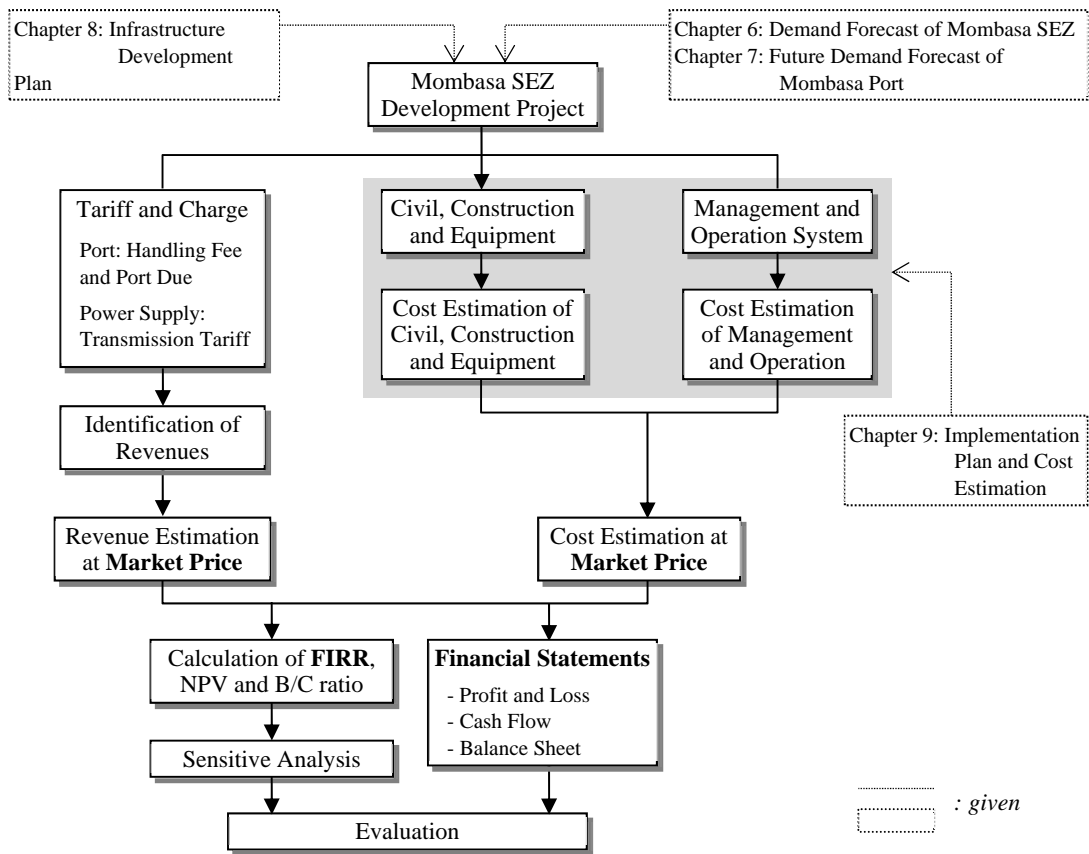 Chapter 8: Infrastructure
Development
Plan
Chapter 6: Demand Forecast of Mombasa SEZ
Chapter 7: Future Demand Forecast of
Mombasa Port
Mombasa SEZ
Development Project
Tariff and Charge
Port: Handling Fee
and Port Due
Power Supply:
Transmission Tariff
Civil, Construction
and Equipment
Management and
Operation System
Cost Estimation of
Civil, Construction
and Equipment
Cost Estimation
of Management
and Operation
Identification of
Revenues
Chapter 9: Implementation
Plan and Cost
Estimation
Revenue Estimation
at Market Price
Cost Estimation at
Market Price
Calculation of FIRR,
NPV and B/C ratio
Financial Statements
- Profit and Loss
- Cash Flow
- Balance Sheet
Sensitive Analysis
Evaluation
: given